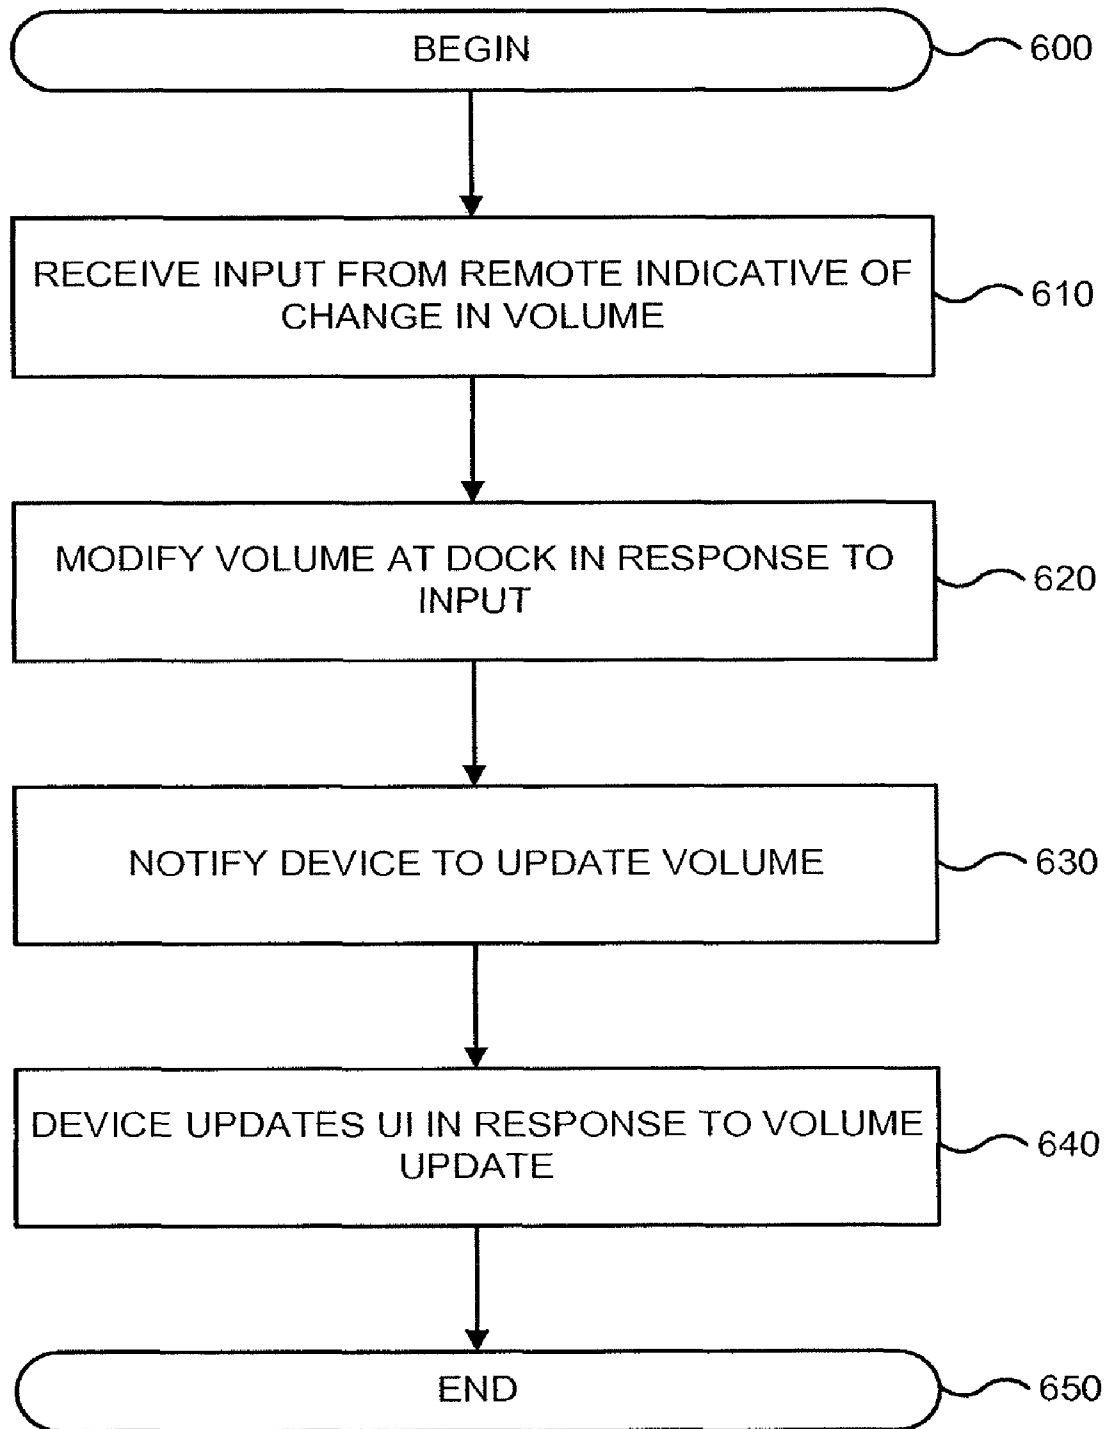 BEGIN
600
RECEIVE INPUT FROM REMOTE INDICATIVE OF
CHANGE IN VOLUME
610
MODIFY VOLUME AT DOCK IN RESPONSE TO
INPUT
620
NOTIFY DEVICE TO UPDATE VOLUME
630
DEVICE UPDATES UI IN RESPONSE TO VOLUME
UPDATE
640
END
650